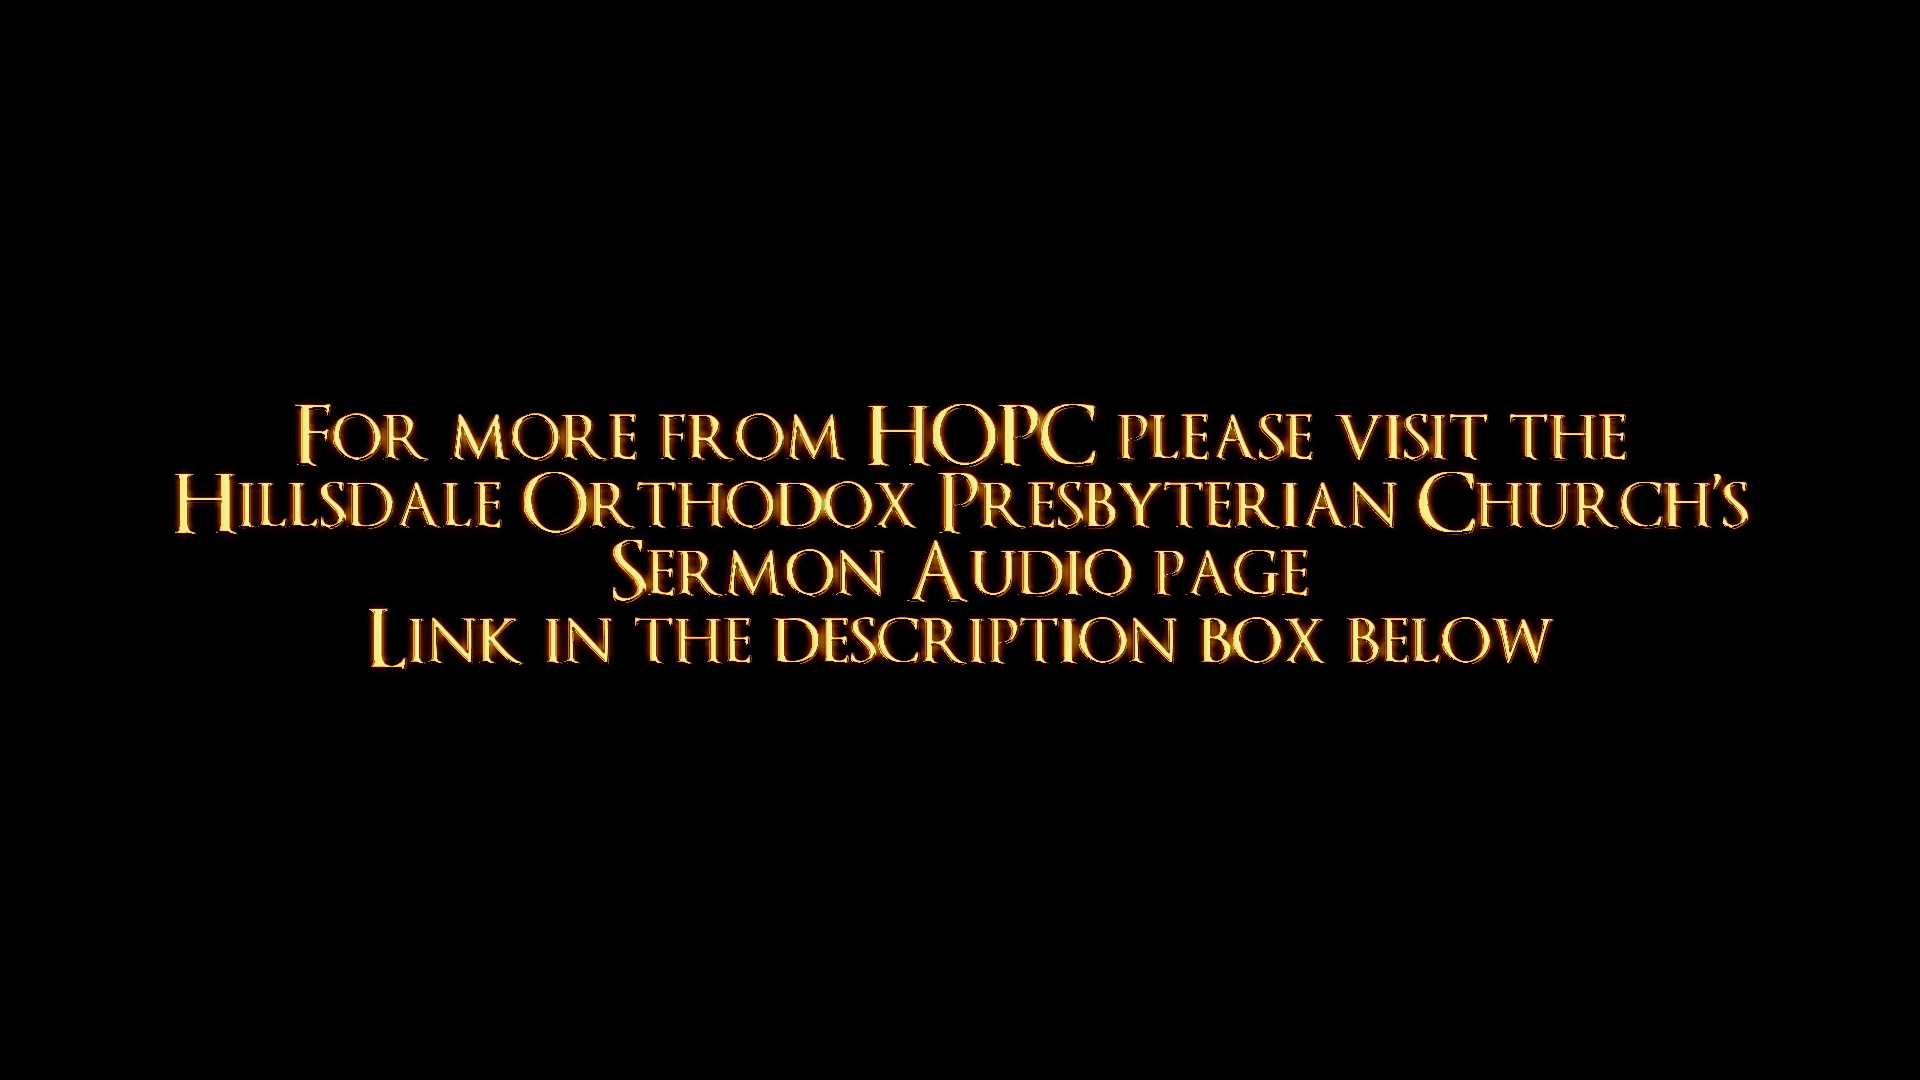 For more from HOPC please visit the
Hillsdale Orthodox Presbyterian Church's
Sermon Audio page
Link in the description box below